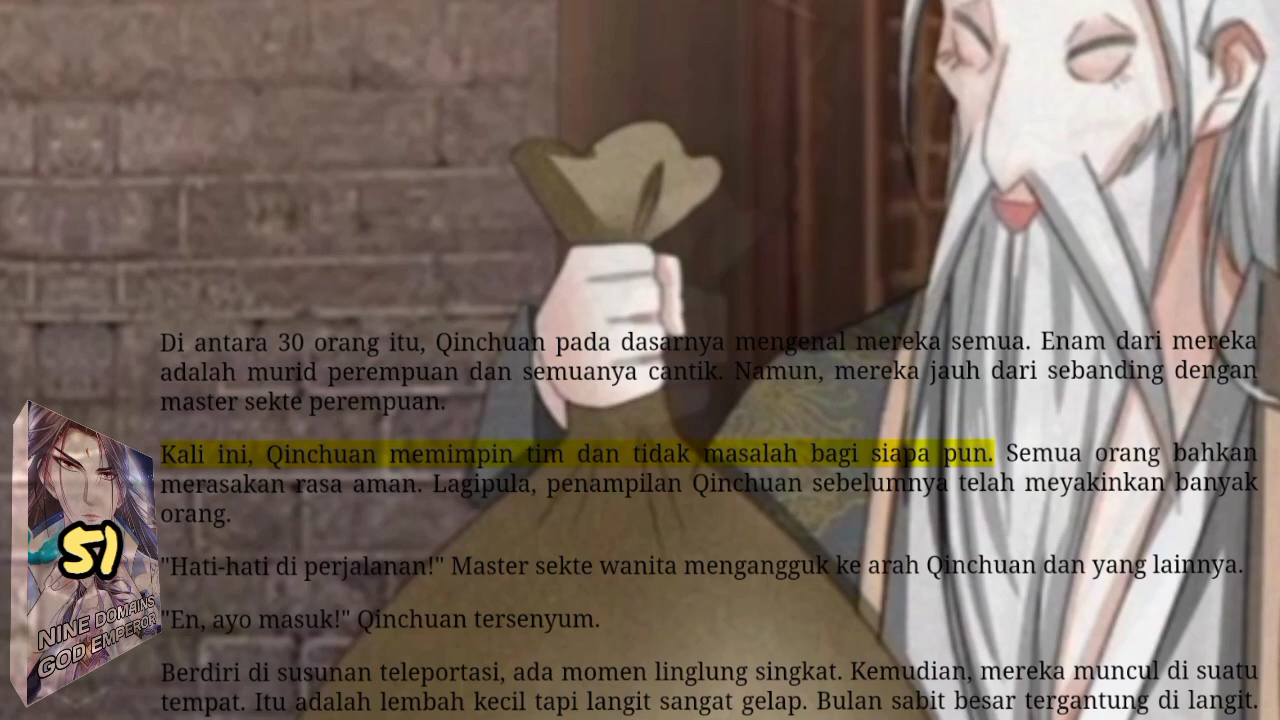 Di antara 30 orang itu, Qinchuan pada dasarnya mengenal mereka semua. Enam dari mereka
adalah murid perempuan dan semuanya cantik. Namun, mereka jauh dari sebanding dengan
master sekte perempuan.
Kali ini, Qinchuan memimpin tim dan tidak masalah bagi siapa pun. Semua orang bahkan
merasakan rasa aman. Lagipula, penampilan Qinchuan sebelumnya telah meyakinkan banyak
orang.
"Hati-hati di perjalanan!" Master sekte wanita mengangguk ke arah Qinchuan dan yang lainnya.
"En, ayo masuk!" Qinchuan tersenyum.
Berdiri di susunan teleportasi, ada momen linglung singkat. Kemudian, mereka muncul di suatu
tempat. Itu adalah lembah kecil tapi langit sangat gelap. Bulan sabit besar tergantung di langit.
51
NINE DOMAINS
GOD EMPEROR